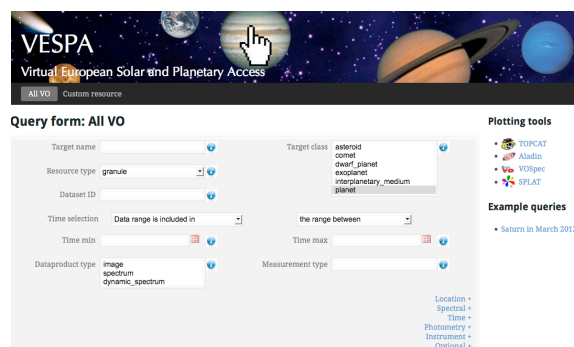 VESPA
Virtual European Solar and Planetary Access
All VO Custom resource
Query form: All VO
Target name
Target class
asteroid
comet
dwarf_planet
exoplanet
interplanetary_medium
planet
Resource type granule
Dataset ID
Time selection Data range is included in the range between
Time min
Time max
Dataproduct type
image
spectrum
dynamic_spectrum
Measurement type
Location +
Spectral +
Time +
Photometry +
Instrument +
Optional +
Plotting tools
TOPCAT
Aladin
VOSpec
SPLAT
Example queries
Saturn in March 2012